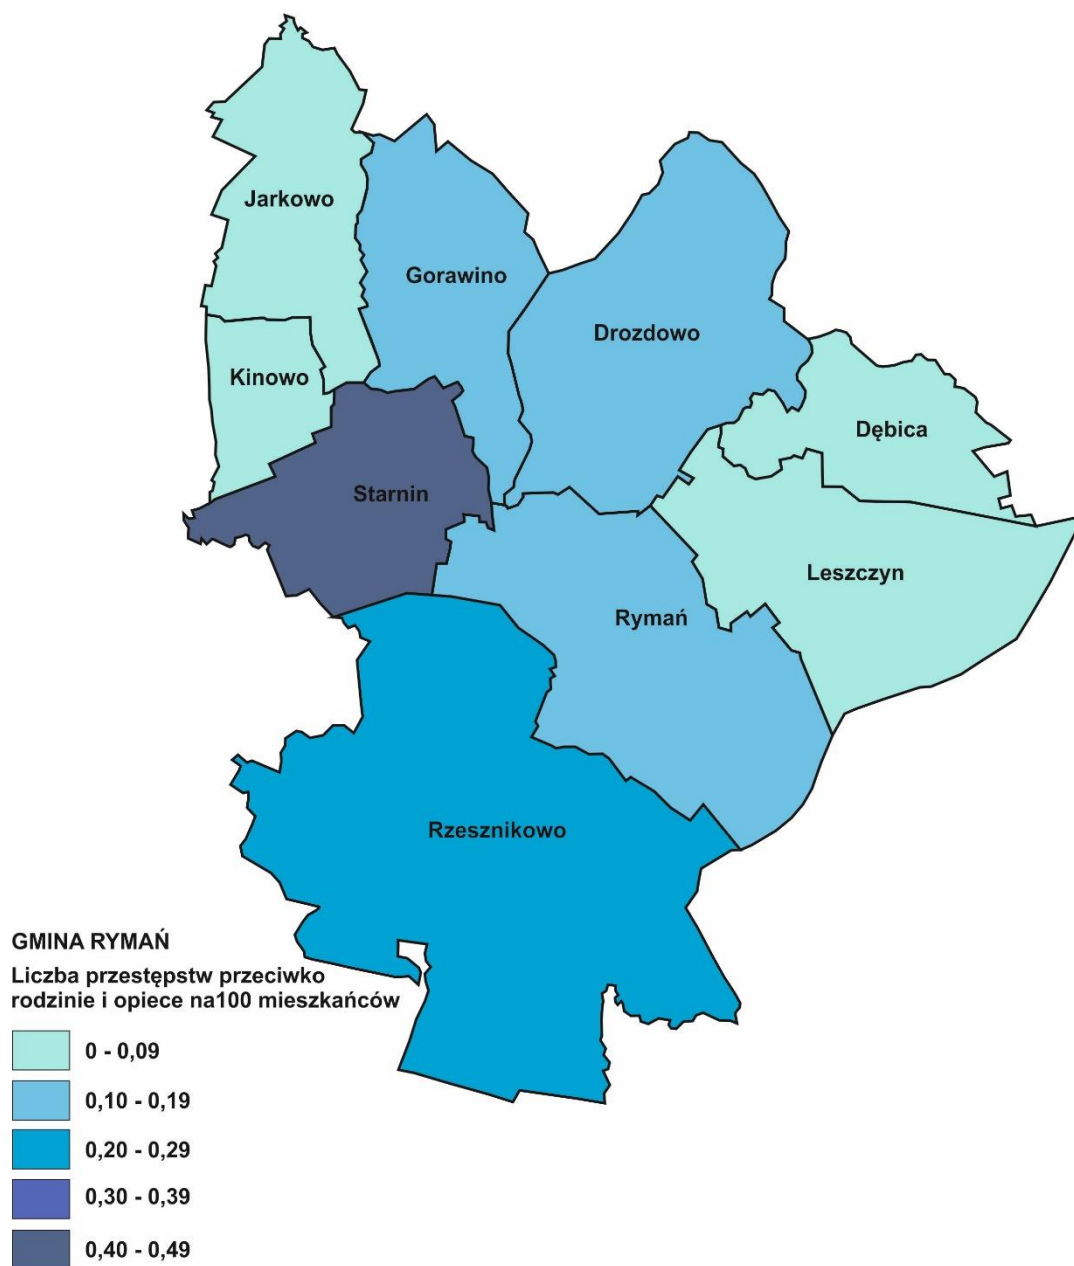 Jarkowo
Gorawino
Drozdowo
Kinowo
Dębica
Starnin
Leszczyn
Rymań
Rzesznikowo
GMINA RYMAŃ
Liczba przestępstw przeciwko
rodzinie i opiece na100 mieszkańców
0 - 0,09
0,10 - 0,19
0,20 - 0,29
0,30 - 0,39
0,40 - 0,49